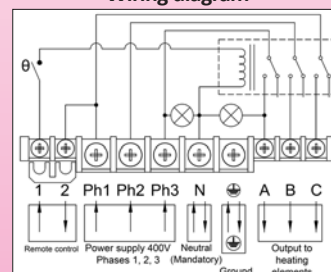 Wiring diagram
θ
1 2 Ph1 Ph2 Ph3 N A B C
Remote control
Power supply 400V
Phases 1, 2, 3
Neutral
(Mandatory)
Ground
Output to
heating
elements